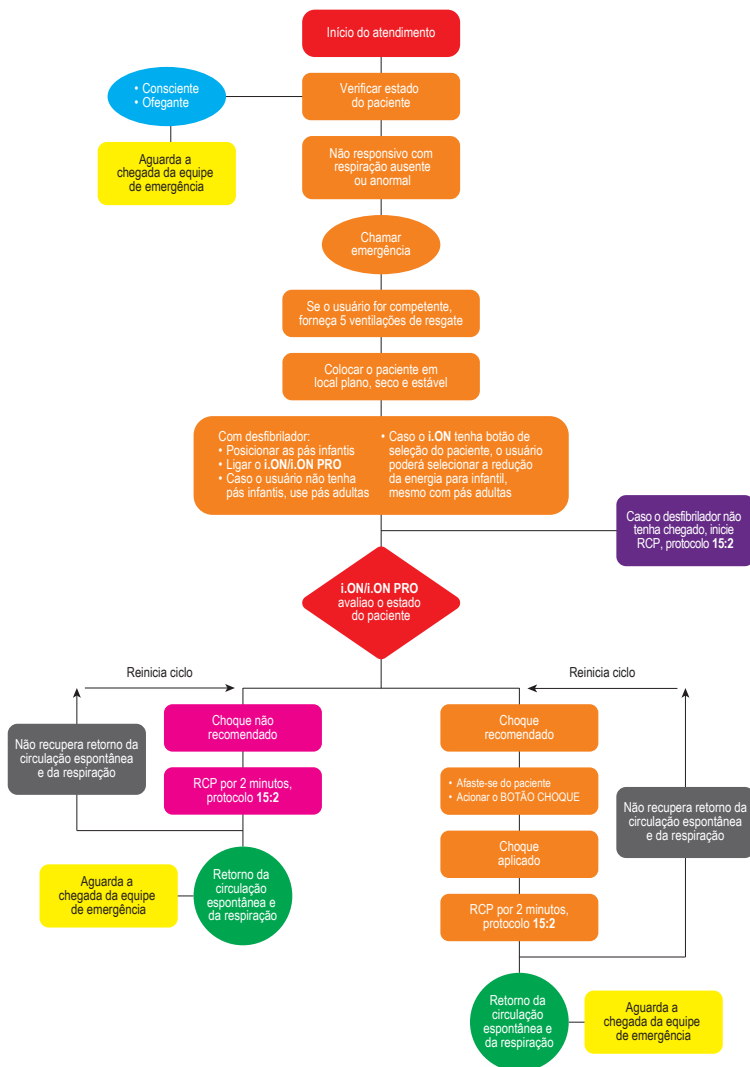 Início do atendimento
• Consciente
• Ofegante
Verificar estado
do paciente
Aguarda a
chegada da equipe
de emergência
Não responsivo com
respiração ausente
ou anormal
Chamar
emergência
Se o usuário for competente,
forneça 5 ventilações de resgate
Colocar o paciente em
local plano, seco e estável
Com desfibrilador:
• Posicionar as pás infantis
• Ligar o i.ON/i.ON PRO
• Caso o usuário não tenha
pás infantis, use pás adultas
• Caso o i.ON tenha botão de
seleção do paciente, o usuário
poderá selecionar a redução
da energia para infantil,
mesmo com pás adultas
Caso o desfibrilador não
tenha chegado, inicie
RCP, protocolo 15:2
i.ON/i.ON PRO
avaliao o estado
do paciente
Reinicia ciclo
Choque não
recomendado
RCP por 2 minutos,
protocolo 15:2
Não recupera retorno da
circulação espontânea
e da respiração
Retorno da
circulação
espontânea e
da respiração
Aguarda a
chegada da equipe
de emergência
Reinicia ciclo
Choque
recomendado
• Afaste-se do paciente
• Acionar o BOTÃO CHOQUE
Choque
aplicado
RCP por 2 minutos,
protocolo 15:2
Não recupera retorno da
circulação espontânea
e da respiração
Retorno da
circulação
espontânea e
da respiração
Aguarda a
chegada da equipe
de emergência